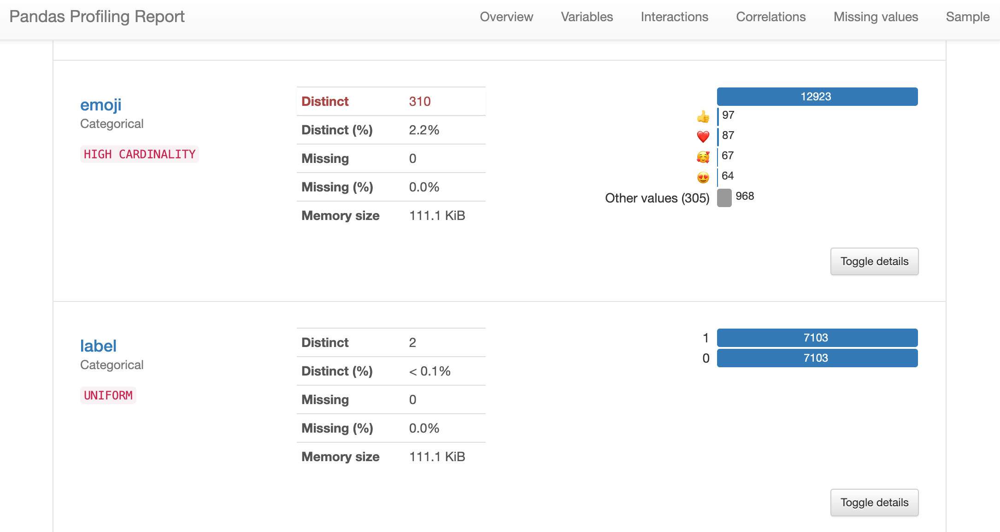 Pandas Profiling Report
Overview
Variables
Interactions
Correlations
Missing values
Sample
emoji
Categorical
HIGH CARDINALITY
Distinct 310
Distinct (%) 2.2%
Missing 0
Missing (%) 0.0%
Memory size 111.1 KiB
12923
👍 97
❤️ 87
🥰 67
😍 64
Other values (305) 968
Toggle details
label
Categorical
UNIFORM
Distinct 2
Distinct (%) < 0.1%
Missing 0
Missing (%) 0.0%
Memory size 111.1 KiB
1 7103
0 7103
Toggle details